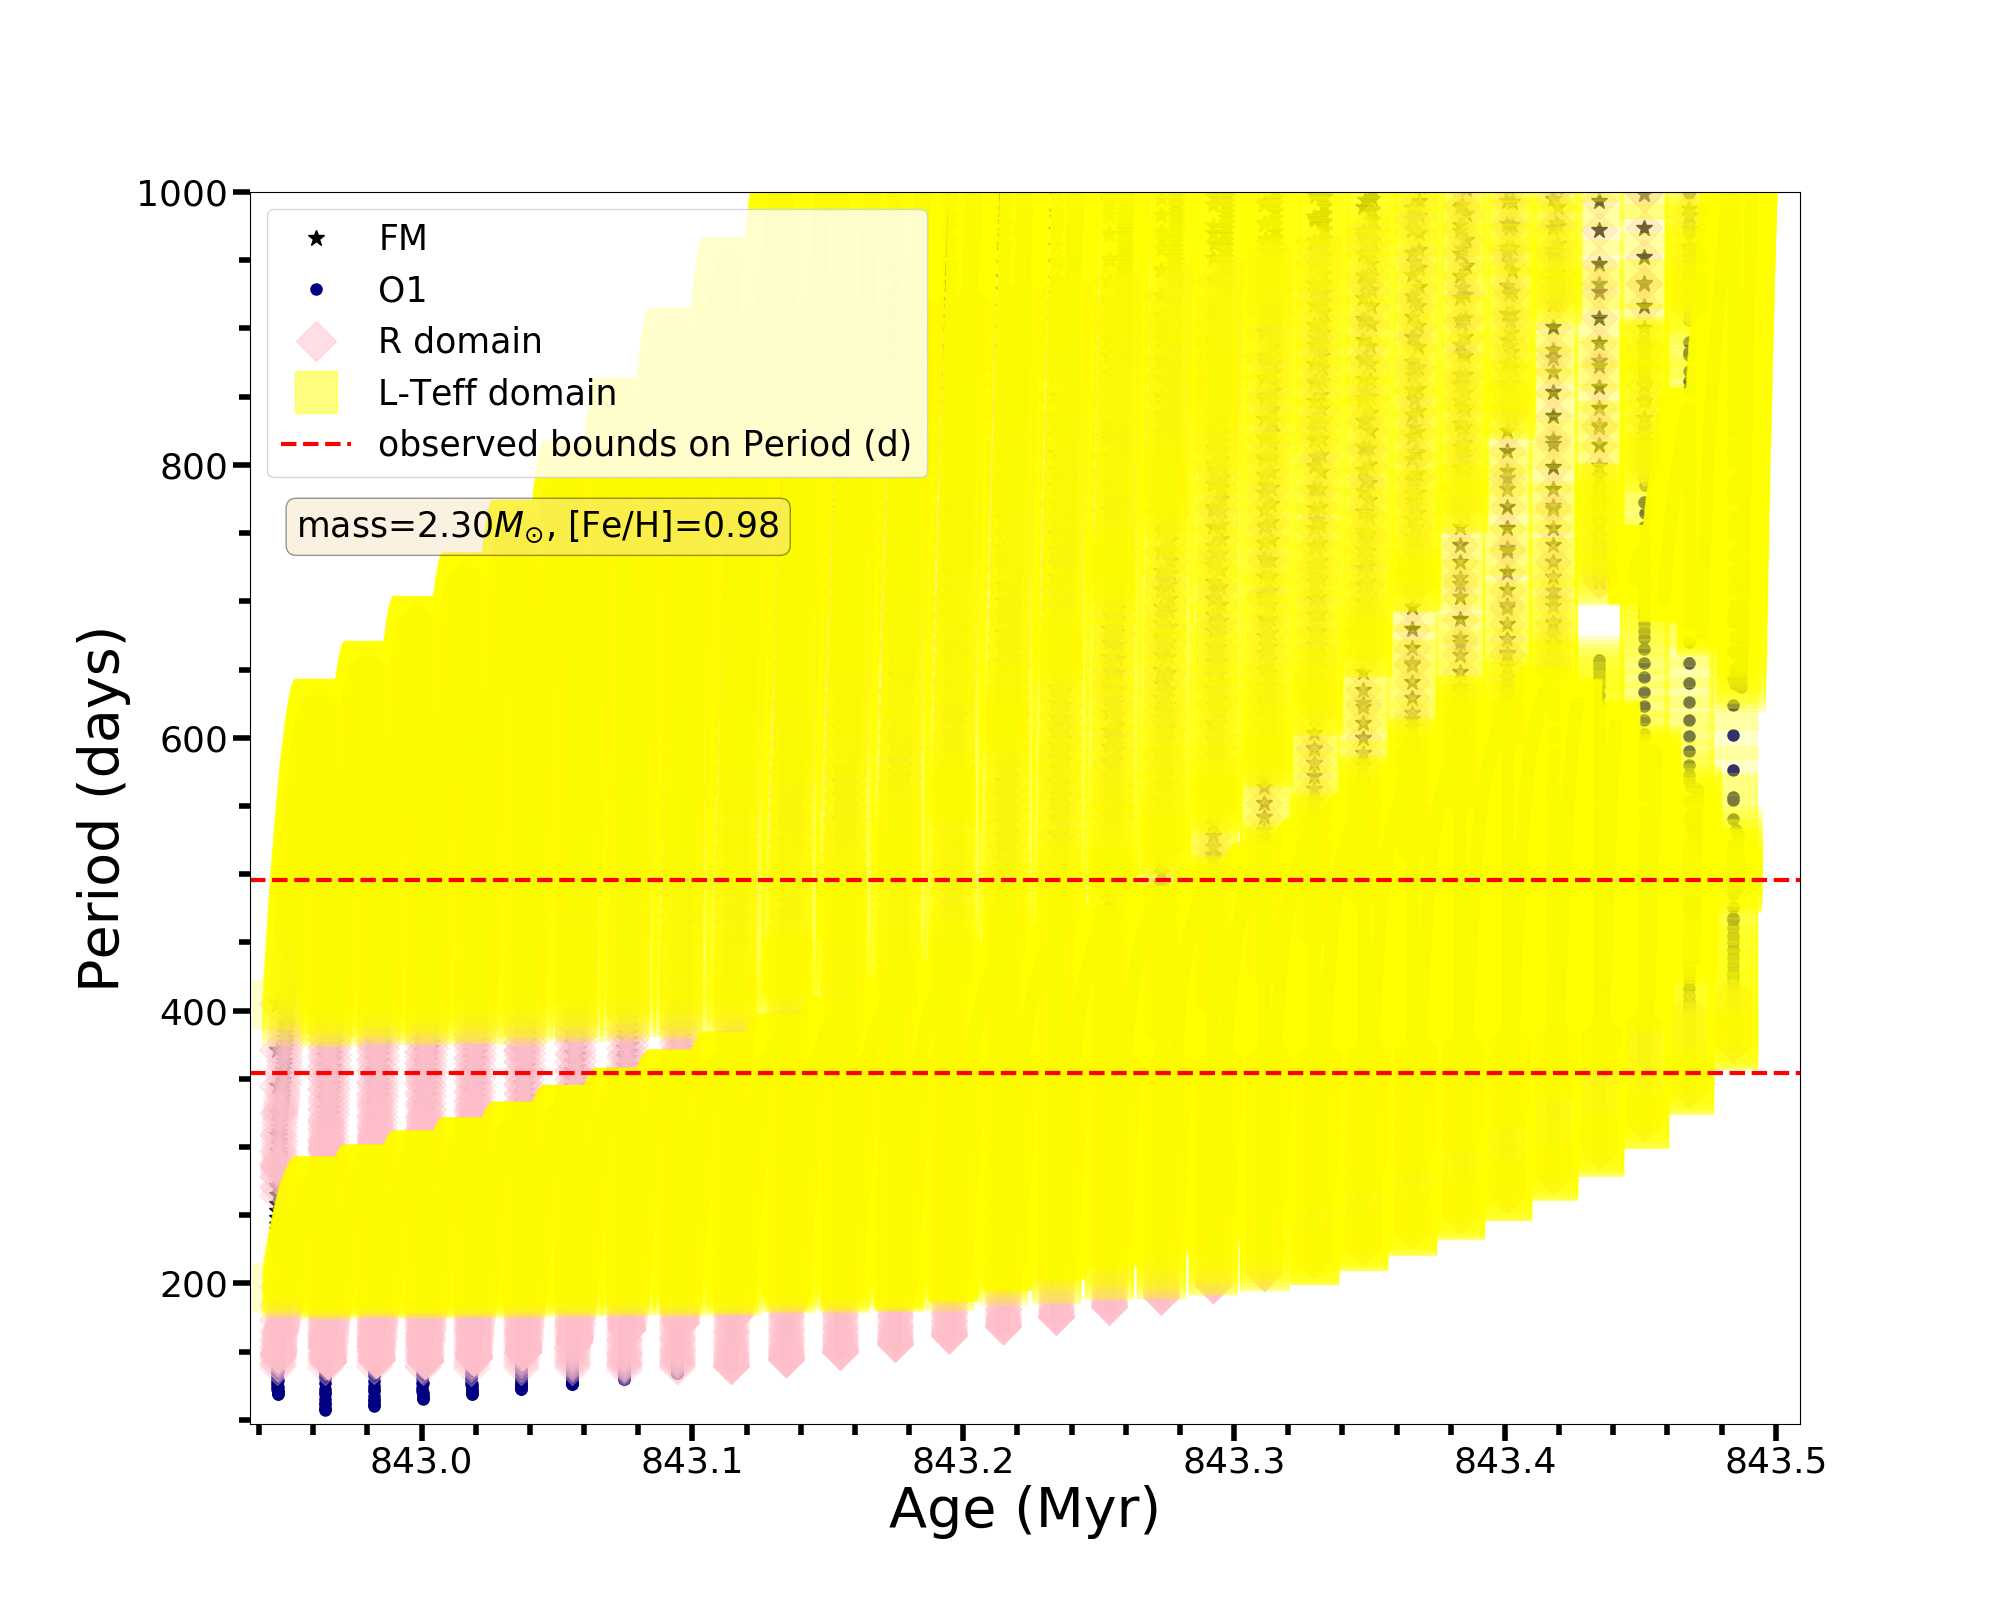 1000
800
600
400
200
Period (days)
FM
O1
R domain
L-Teff domain
observed bounds on Period (d)
mass=2.30M⊙, [Fe/H]=0.98
843.0 843.1 843.2 843.3 843.4 843.5
Age (Myr)